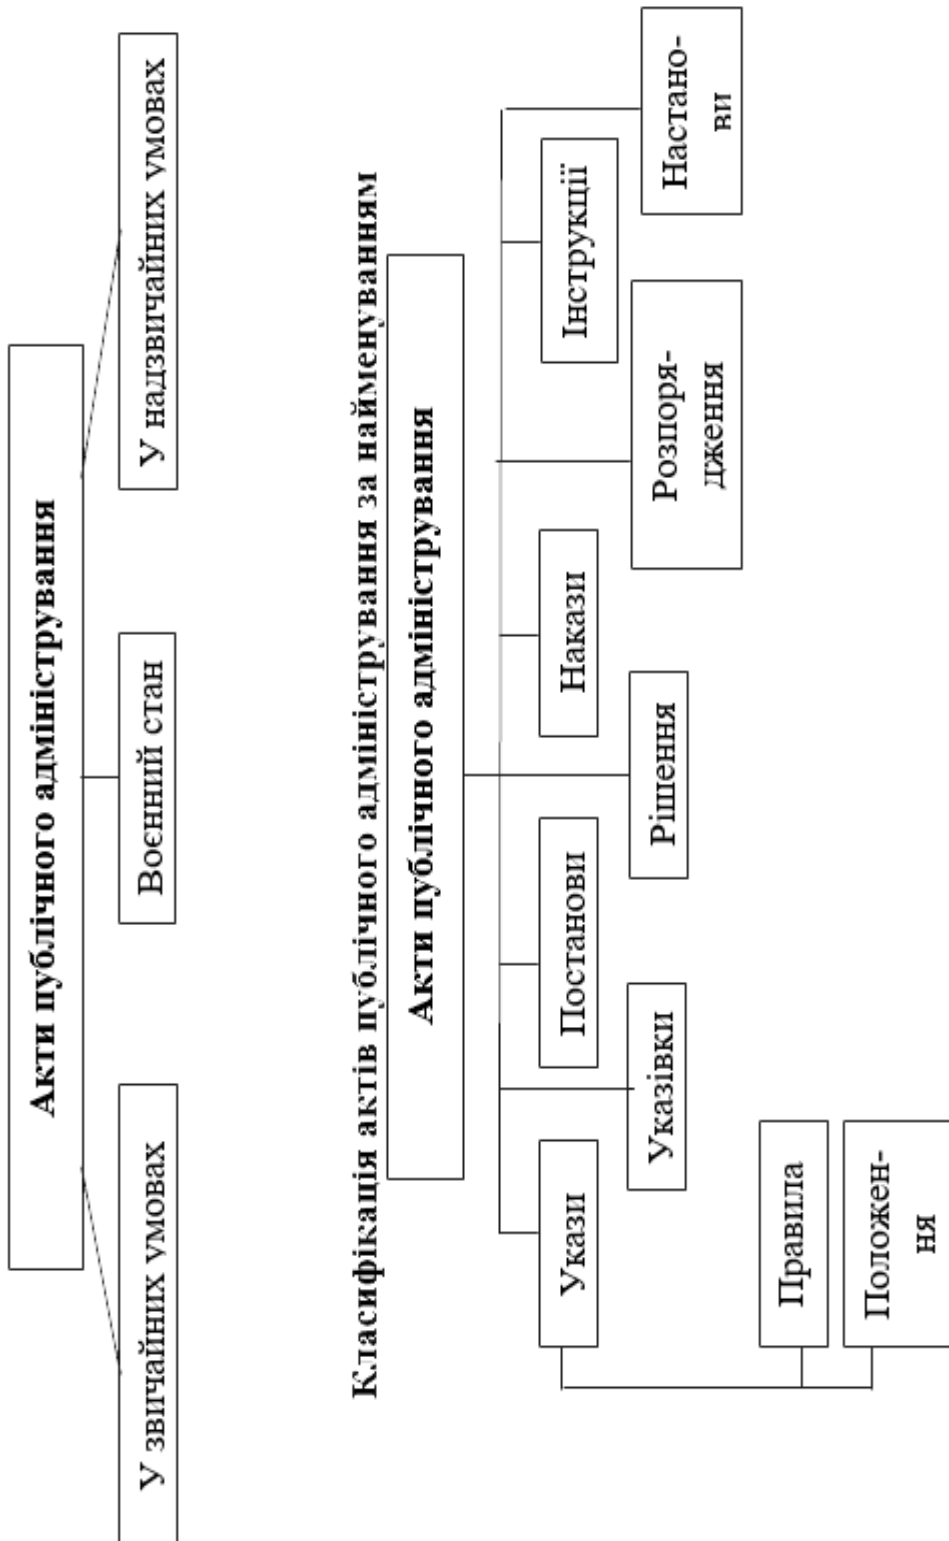 Акти публічного адміністрування
У звичайних умовах
Воєнний стан
У надзвичайних умовах
Класифікація актів публічного адміністрування за найменуванням
Акти публічного адміністрування
Укази
Постанови
Накази
Інструкції
Указівки
Рішення
Розпоря-
дження
Настано-
ви
Правила
Положен-
ня